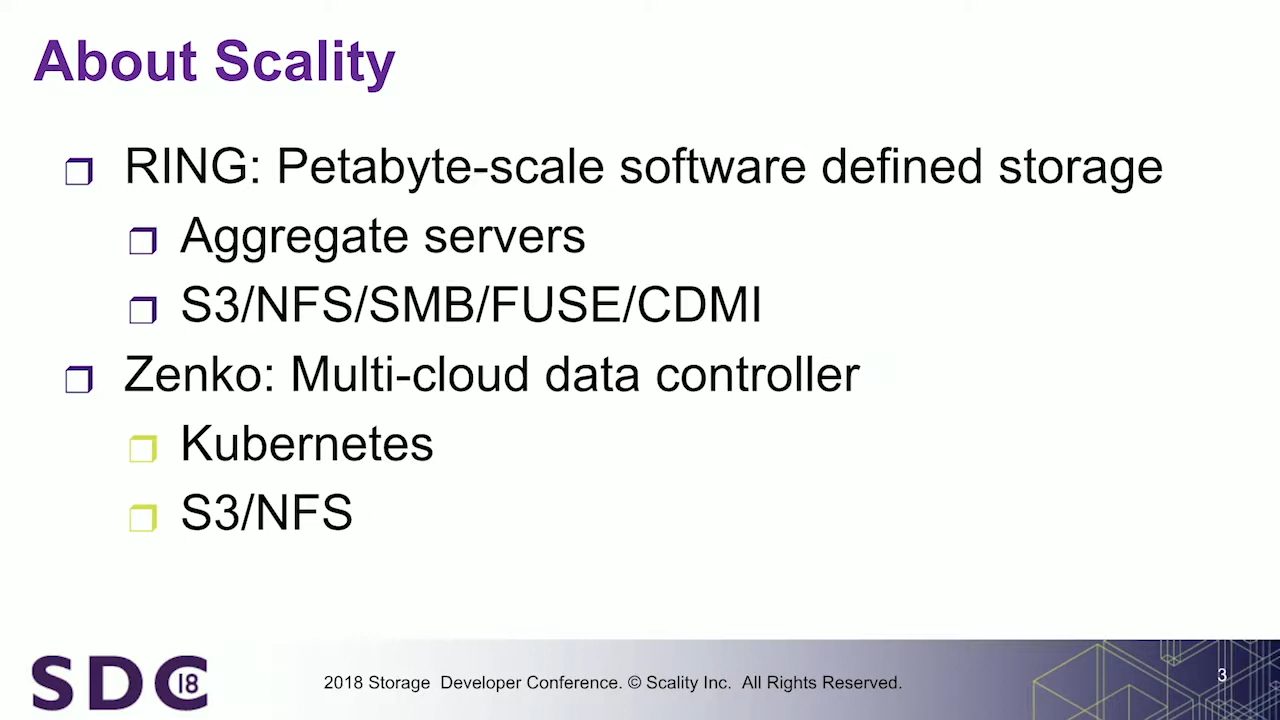 About Scality
RING: Petabyte-scale software defined storage
Aggregate servers
S3/NFS/SMB/FUSE/CDMI
Zenko: Multi-cloud data controller
Kubernetes
S3/NFS
SDC 18
2018 Storage Developer Conference. © Scality Inc. All Rights Reserved.
3